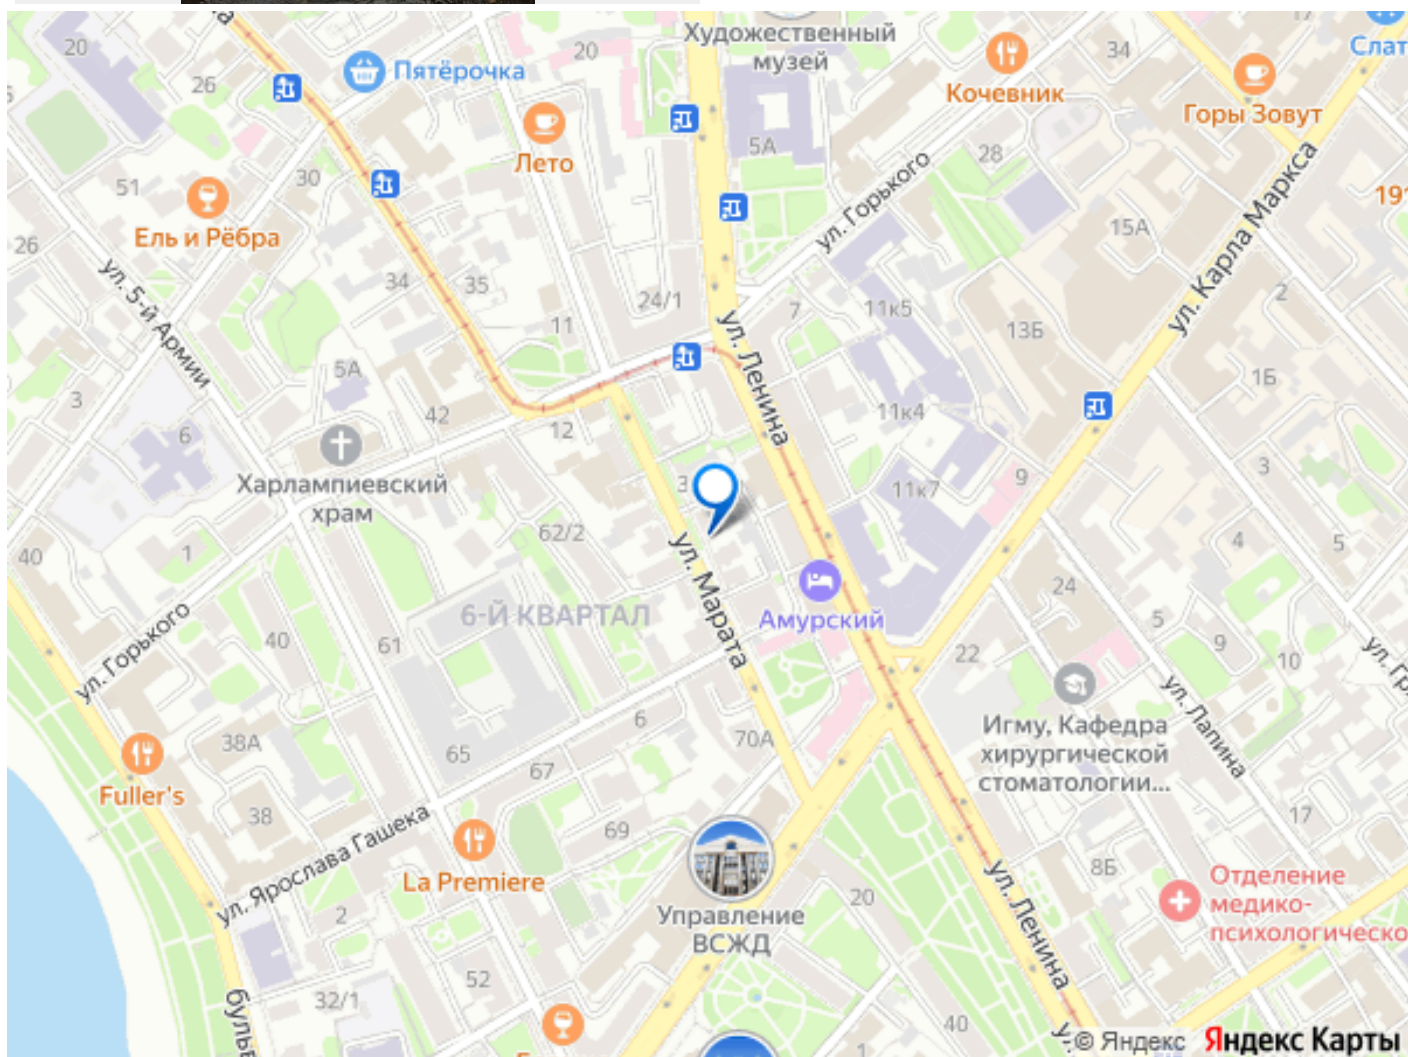 Художественный
музей
20
20
34
17
Слат
Пятёрочка
26
Кочевник
Горы Зовут
Лето
5А
28
51
30
ул. Горького
ул. Карла Маркса
191
Ель и Рёбра
26
15А
ул. 5-й Армии
34
35
24/1
7
11к5
2
11
ул. Ленина
13Б
5А
1Б
3
42
11к4
6
12
Харлампиевский
храм
3
11к7
9
3
62/2
ул. Марата
40
1
4
5
24
6-Й КВАРТАЛ
Амурский
ул. Горького
40
61
22
5
9
10
ул. Гр
ул. Лапина
Игму, Кафедра
хирургической
стоматологии...
6
70А
38А
65
67
Fuller's
38
69
17
ул. Ярослава Гашека
La Premiere
8Б
Отделение
медико-
психологическо
20
ул. Ленина
Управление
ВСЖД
2
52
32/1
буль
1
40
© Яндекс Яндекс Карты